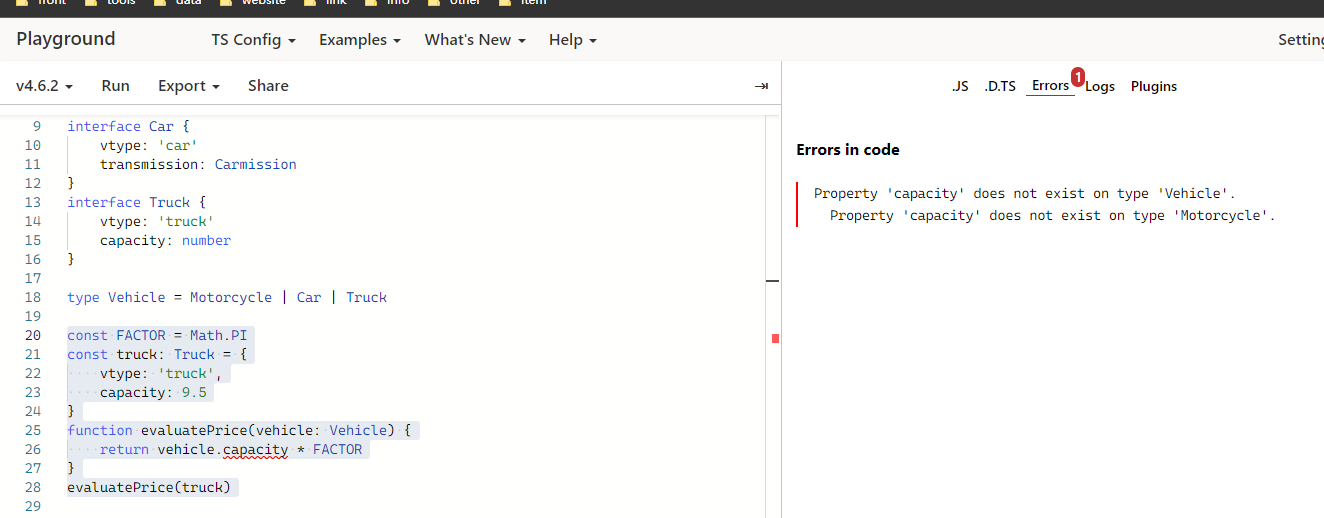 front tools data website link info other item
Playground TS Config Examples What's New Help Setting
v4.6.2 Run Export Share
.JS .D.TS Errors 1 Logs Plugins
9 interface Car {
10 vtype: 'car'
11 transmission: Carmission
12 }
13 interface Truck {
14 vtype: 'truck'
15 capacity: number
16 }
17
18 type Vehicle = Motorcycle | Car | Truck
19
20 const FACTOR = Math.PI
21 const truck: Truck = {
22 vtype: 'truck',
23 capacity: 9.5
24 }
25 function evaluatePrice(vehicle: Vehicle) {
26 return vehicle.capacity * FACTOR
27 }
28 evaluatePrice(truck)
29
Errors in code
Property 'capacity' does not exist on type 'Vehicle'.
Property 'capacity' does not exist on type 'Motorcycle'.